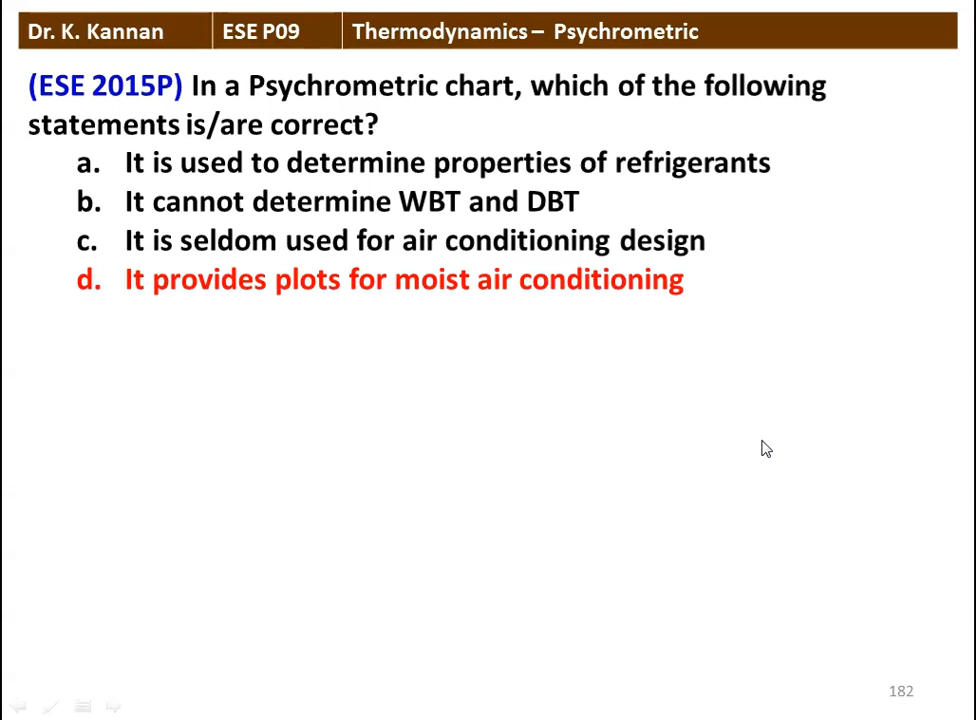 Dr. K. Kannan ESE P09 Thermodynamics – Psychrometric
(ESE 2015P) In a Psychrometric chart, which of the following
statements is/are correct?
a. It is used to determine properties of refrigerants
b. It cannot determine WBT and DBT
c. It is seldom used for air conditioning design
d. It provides plots for moist air conditioning
182